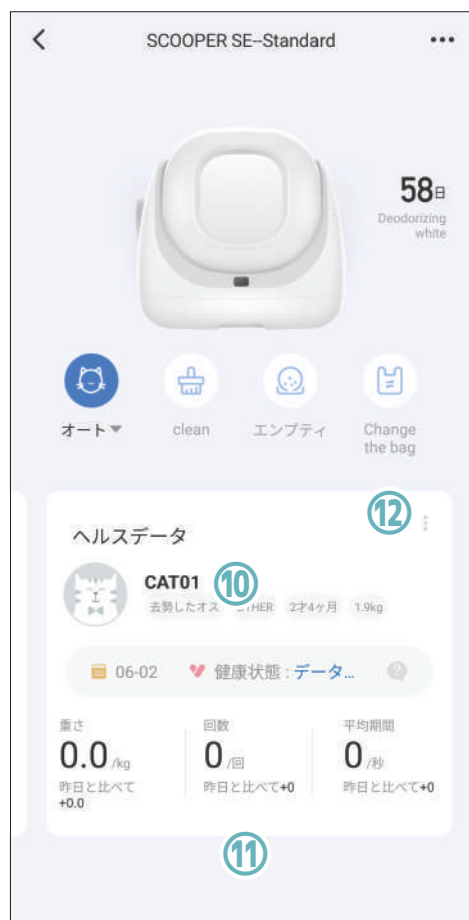 SCOOPER SE--Standard
58日
Deodorizing
white
オート
clean
エンプティ
Change
the bag
⑫
ヘルスデータ
CAT01
⑩
去勢したオス
2才4ヶ月
1.9kg
06-02
健康状態 : データ...
重さ
回数
平均期間
0.0 /kg
0 /回
0 /秒
昨日と比べて
+0.0
昨日と比べて+0
昨日と比べて+0
⑪